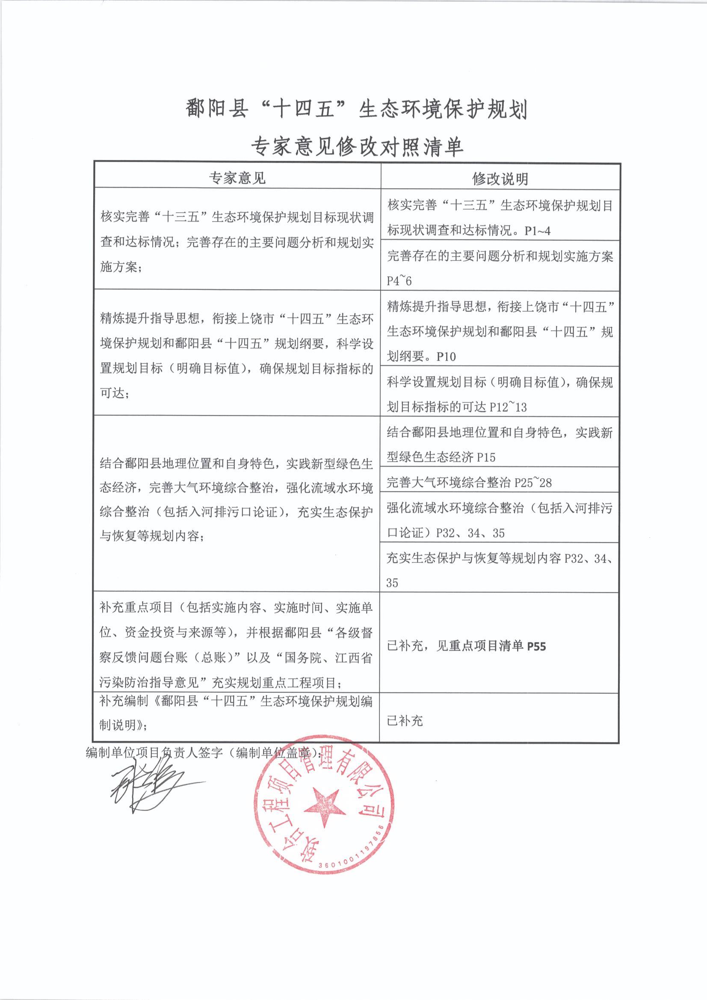 鄱阳县“十四五”生态环境保护规划
专家意见修改对照清单
专家意见
修改说明
核实完善“十三五”生态环境保护规划目标现状调
查和达标情况；完善存在的主要问题分析和规划实
施方案；
核实完善“十三五”生态环境保护规划目
标现状调查和达标情况。P1~4
完善存在的主要问题分析和规划实施方案
P4~6
精炼提升指导思想，衔接上饶市“十四五”生态环
境保护规划和鄱阳县“十四五”规划纲要，科学设
置规划目标（明确目标值），确保规划目标指标的
可达；
精炼提升指导思想，衔接上饶市“十四五”
生态环境保护规划和鄱阳县“十四五”规
划纲要。P10
科学设置规划目标（明确目标值），确保规
划目标指标的可达 P12~13
结合鄱阳县地理位置和自身特色，实践新型绿色生
态经济，完善大气环境综合整治，强化流域水环境
综合整治（包括入河排污口论证），充实生态保护
与恢复等规划内容；
结合鄱阳县地理位置和自身特色，实践新
型绿色生态经济 P15
完善大气环境综合整治 P25~28
强化流域水环境综合整治（包括入河排污
口论证）P32、34、35
充实生态保护与恢复等规划内容 P32、34、
35
补充重点项目（包括实施内容、实施时间、实施单
位、资金投资与来源等），并根据鄱阳县“各级督
察反馈问题台账（总账）”以及“国务院、江西省
污染防治指导意见”充实规划重点工程项目；
已补充，见重点项目清单 P55
补充编制《鄱阳县“十四五”生态环境保护规划编
制说明》；
已补充
编制单位项目负责人签字（编制单位盖章）：
工程项目管理有限公司
3601001197856